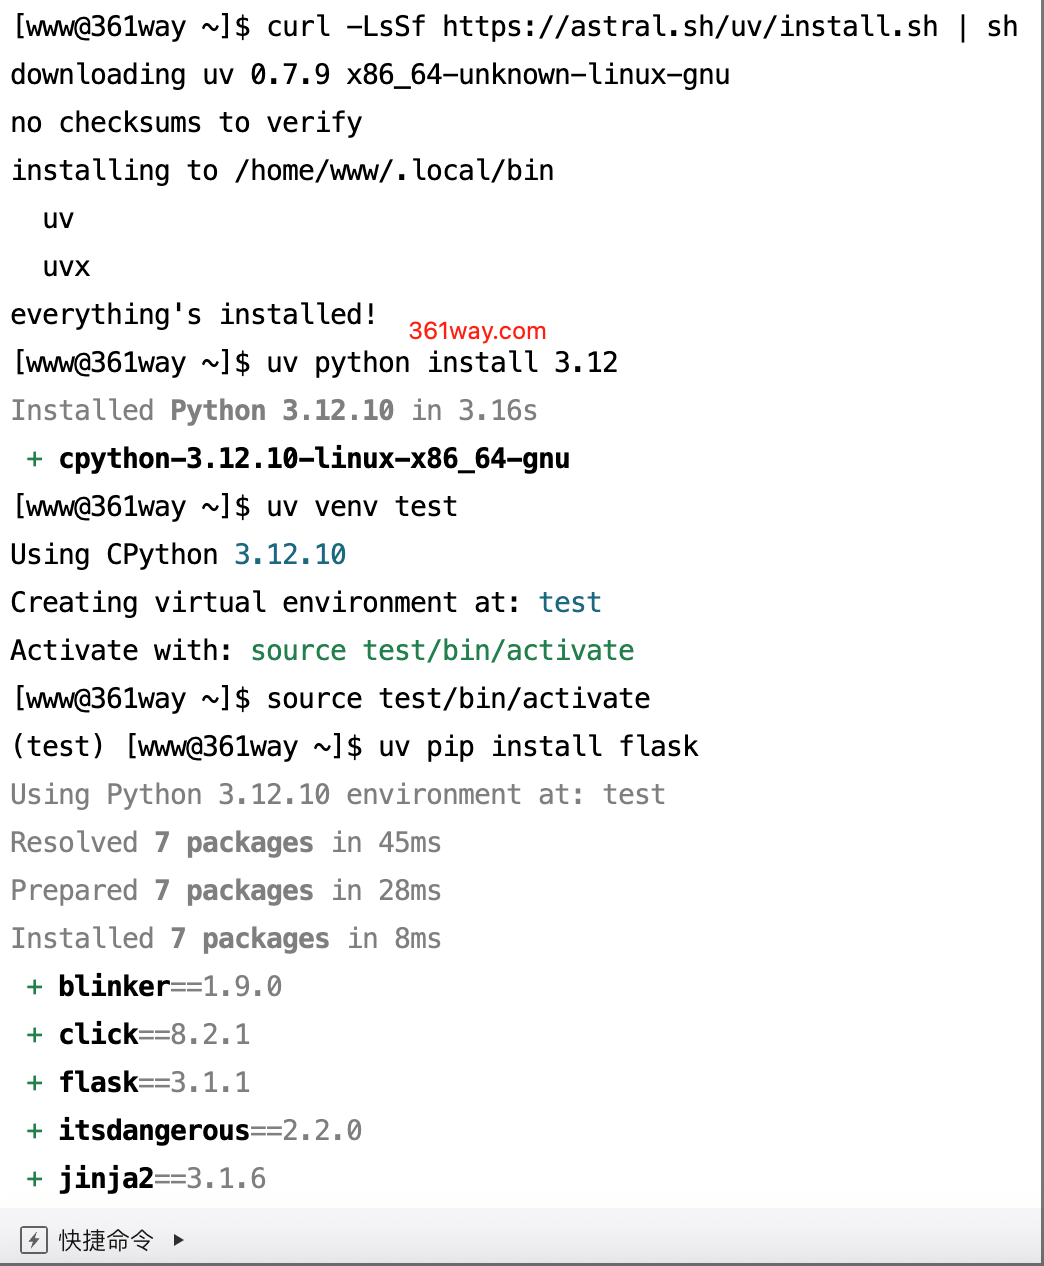 [www@361way ~]$ curl -LsSf https://astral.sh/uv/install.sh | sh
downloading uv 0.7.9 x86_64-unknown-linux-gnu
no checksums to verify
installing to /home/www/.local/bin
  uv
  uvx
everything's installed!
361way.com
[www@361way ~]$ uv python install 3.12
Installed Python 3.12.10 in 3.16s
 + cpython-3.12.10-linux-x86_64-gnu
[www@361way ~]$ uv venv test
Using CPython 3.12.10
Creating virtual environment at: test
Activate with: source test/bin/activate
[www@361way ~]$ source test/bin/activate
(test) [www@361way ~]$ uv pip install flask
Using Python 3.12.10 environment at: test
Resolved 7 packages in 45ms
Prepared 7 packages in 28ms
Installed 7 packages in 8ms
 + blinker==1.9.0
 + click==8.2.1
 + flask==3.1.1
 + itsdangerous==2.2.0
 + jinja2==3.1.6
快捷命令